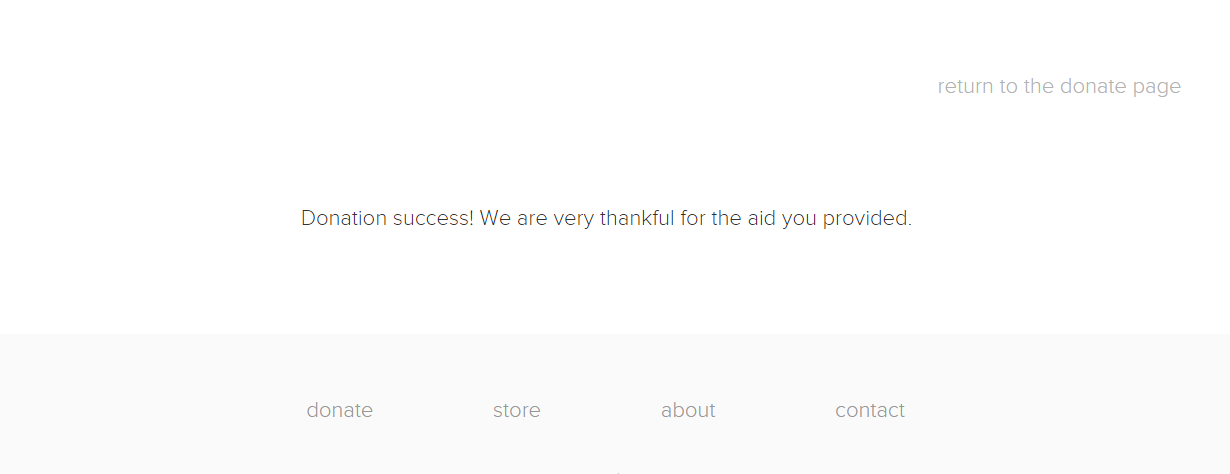 return to the donate page
Donation success! We are very thankful for the aid you provided.
donate store about contact